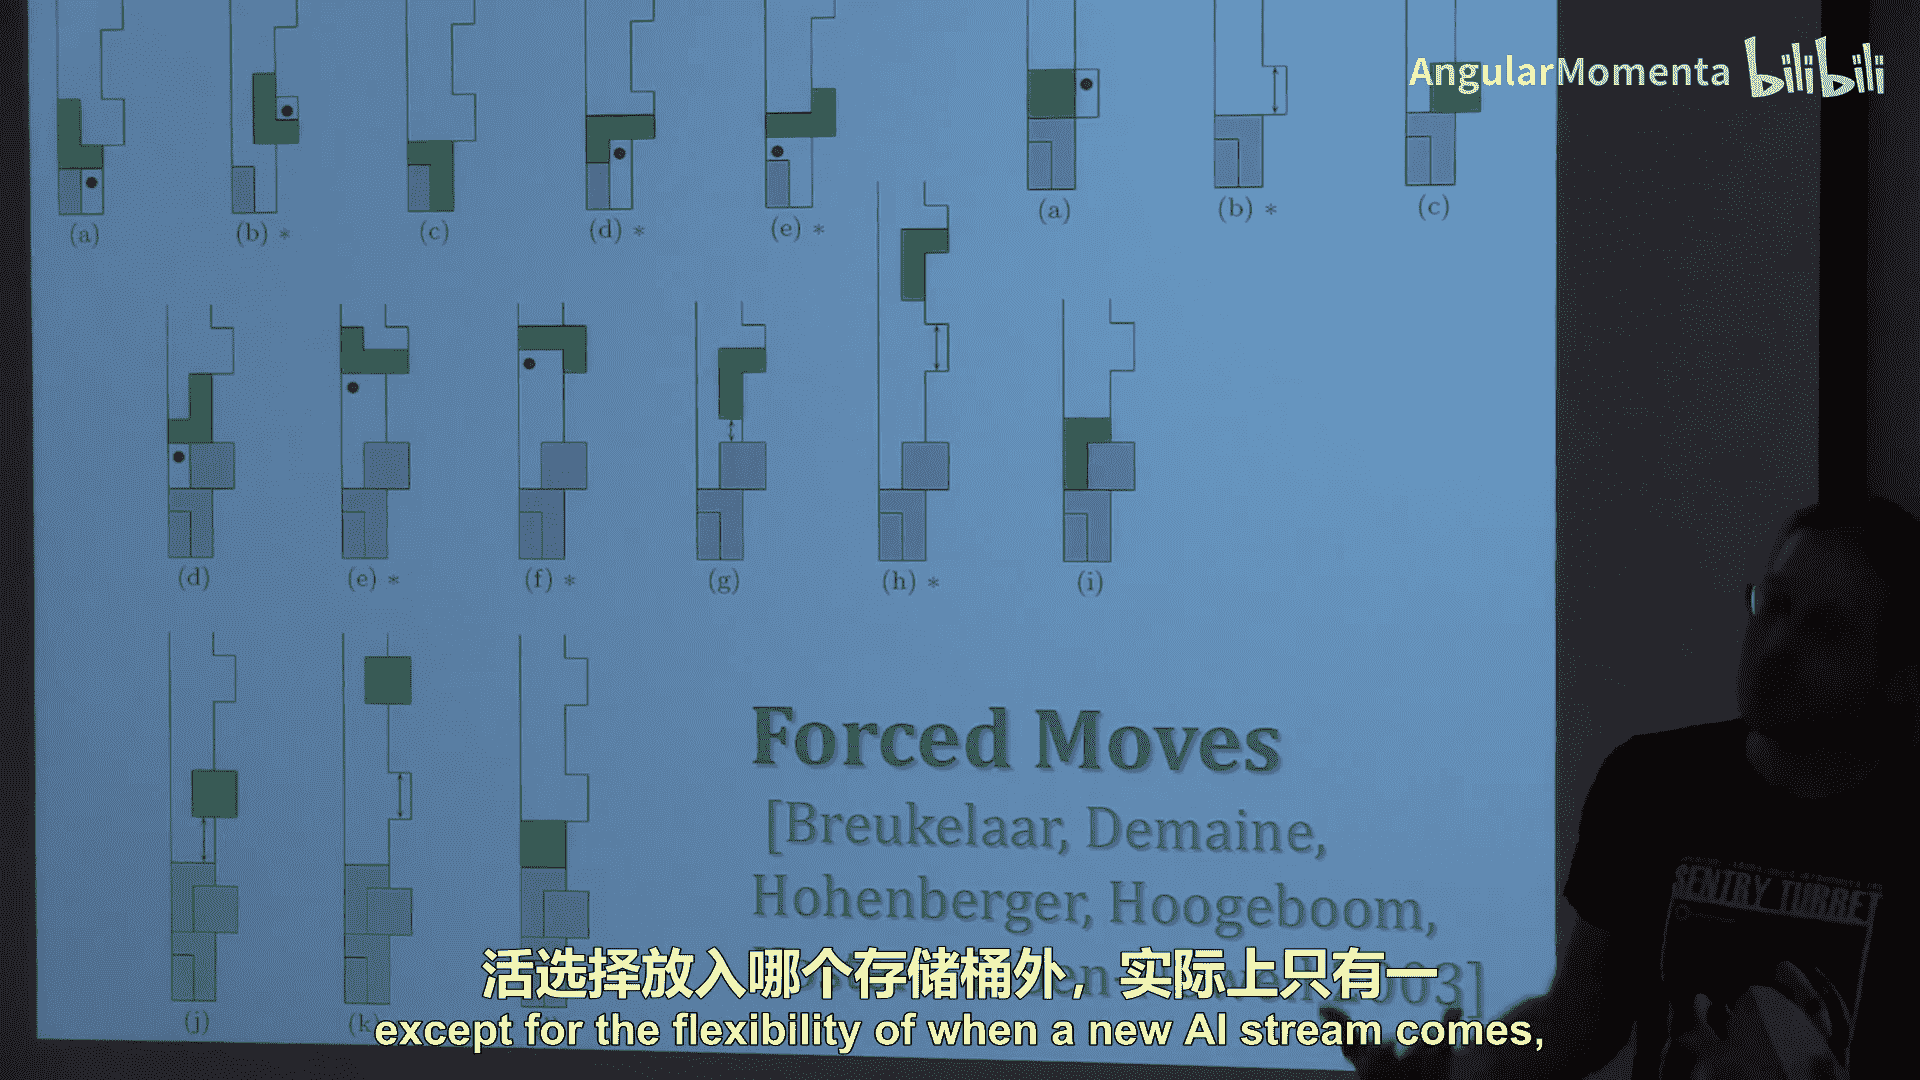 AngularMomenta bilibili
(a) (b) * (c) (d) * (e) * (a) (b) * (c)
(d) (e) * (f) * (g) (h) * (i)
(j) (k)
Forced Moves
[Breukelaar, Demaine,
Hohenberger, Hoogeboom,
SENTRY TURRET
活选择放入哪个存储桶外，实际上只有一
except for the flexibility of when a new AI stream comes,